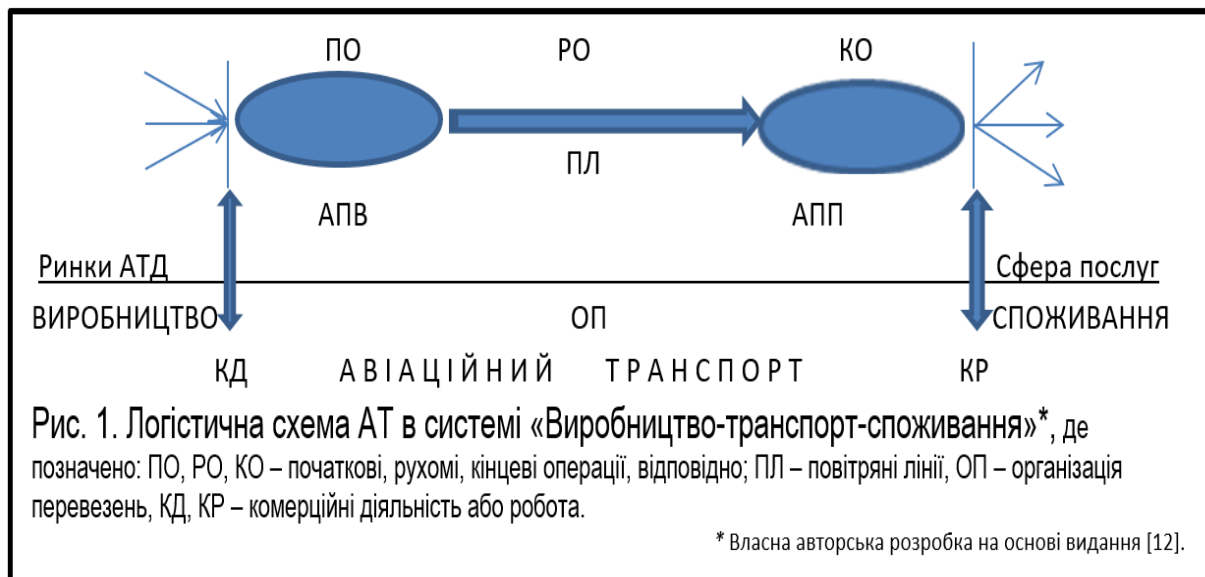 ПО РО КО
ПЛ
АПВ АПП
Ринки АТД Сфера послуг
ВИРОБНИЦТВО ОП СПОЖИВАННЯ
КД А В І А Ц І Й Н И Й Т Р А Н С П О Р Т КР
Рис. 1. Логістична схема АТ в системі «Виробництво-транспорт-споживання»*, де
позначено: ПО, РО, КО – початкові, рухомі, кінцеві операції, відповідно; ПЛ – повітряні лінії, ОП – організація
перевезень, КД, КР – комерційні діяльність або робота.
* Власна авторська розробка на основі видання [12].